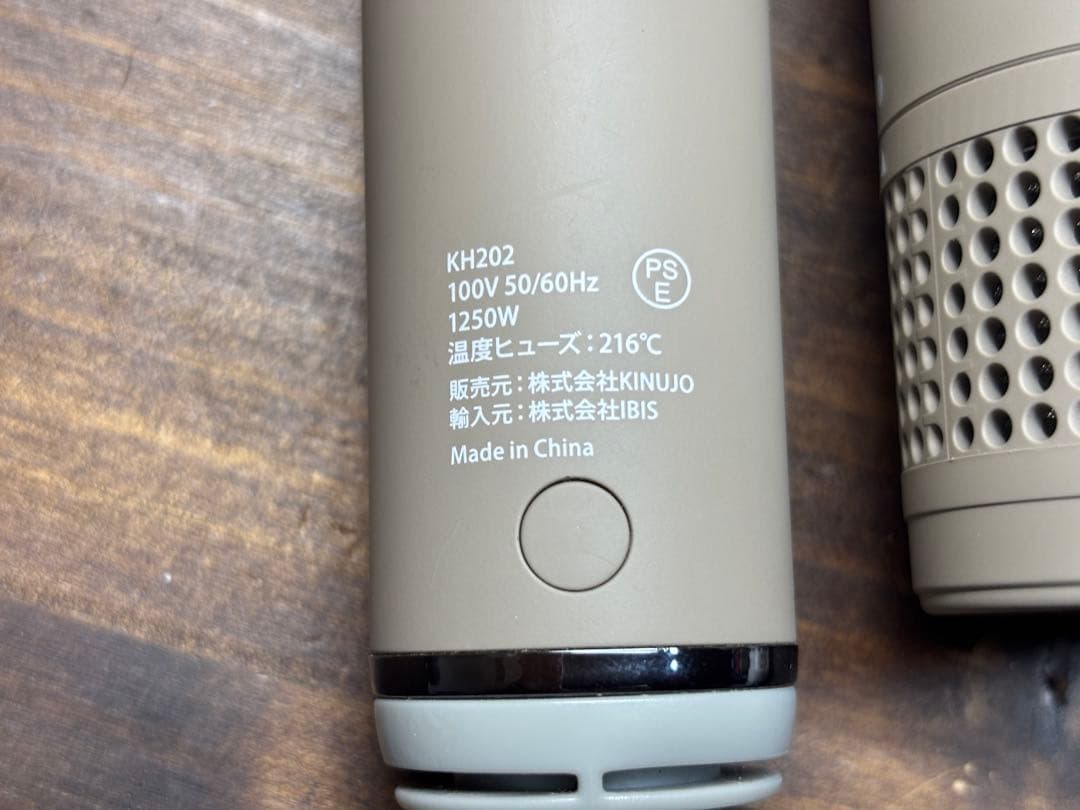 KH202
100V 50/60Hz
1250W
温度ヒューズ：216℃
販売元：株式会社KINUJO
輸入元：株式会社IBIS
Made in China
PS
E